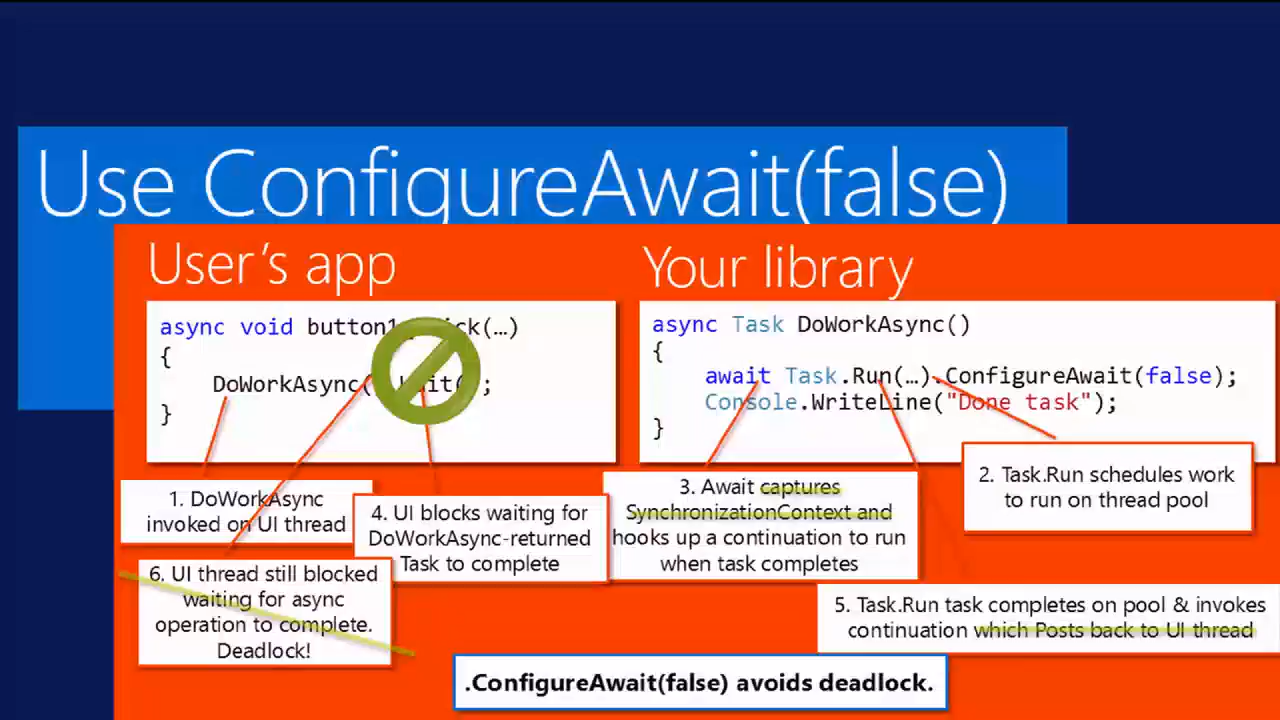 Use ConfigureAwait(false)
User's app
async void button1_Click(…)
{
DoWorkAsync().Wait();
}
1. DoWorkAsync
invoked on UI thread
4. UI blocks waiting for
DoWorkAsync-returned
Task to complete
6. UI thread still blocked
waiting for async
operation to complete.
Deadlock!
Your library
async Task DoWorkAsync()
{
await Task.Run(…).ConfigureAwait(false);
Console.WriteLine("Done task");
}
3. Await captures
SynchronizationContext and
hooks up a continuation to run
when task completes
2. Task.Run schedules work
to run on thread pool
5. Task.Run task completes on pool & invokes
continuation which Posts back to UI thread
.ConfigureAwait(false) avoids deadlock.